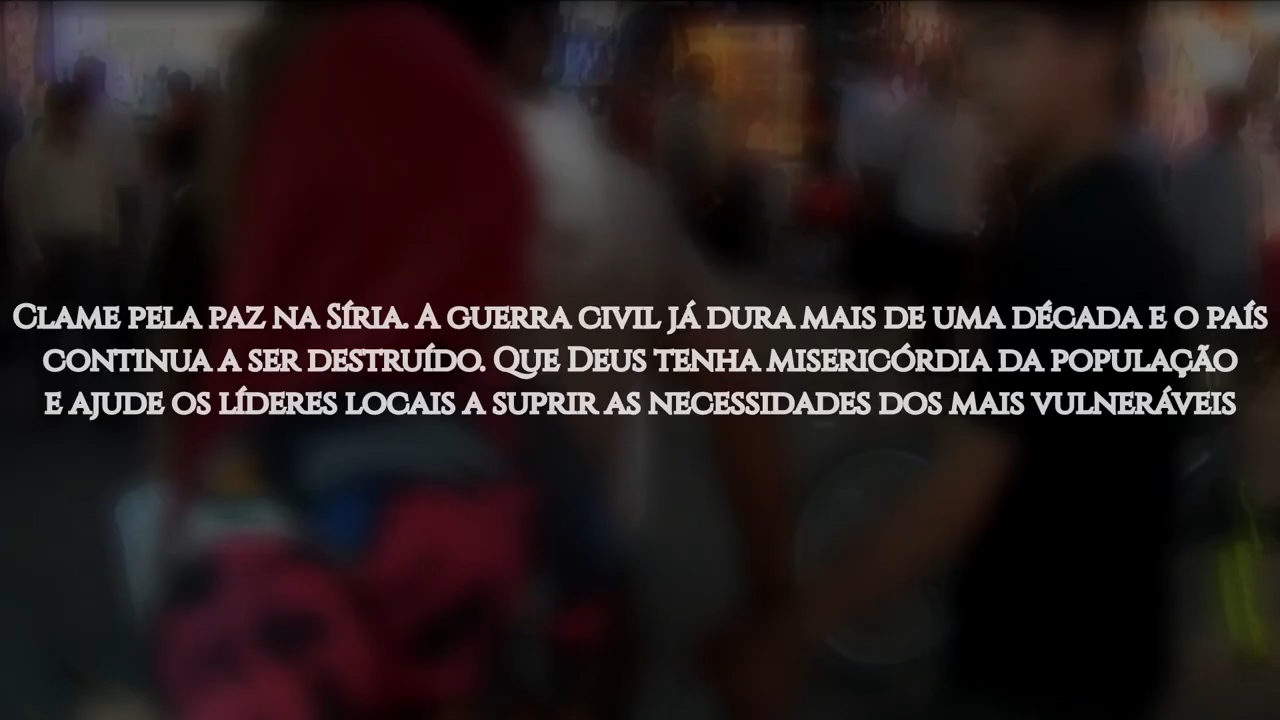 Clame pela paz na Síria. A guerra civil já dura mais de uma década e o país
continua a ser destruído. Que Deus tenha misericórdia da população
e ajude os líderes locais a suprir as necessidades dos mais vulneráveis